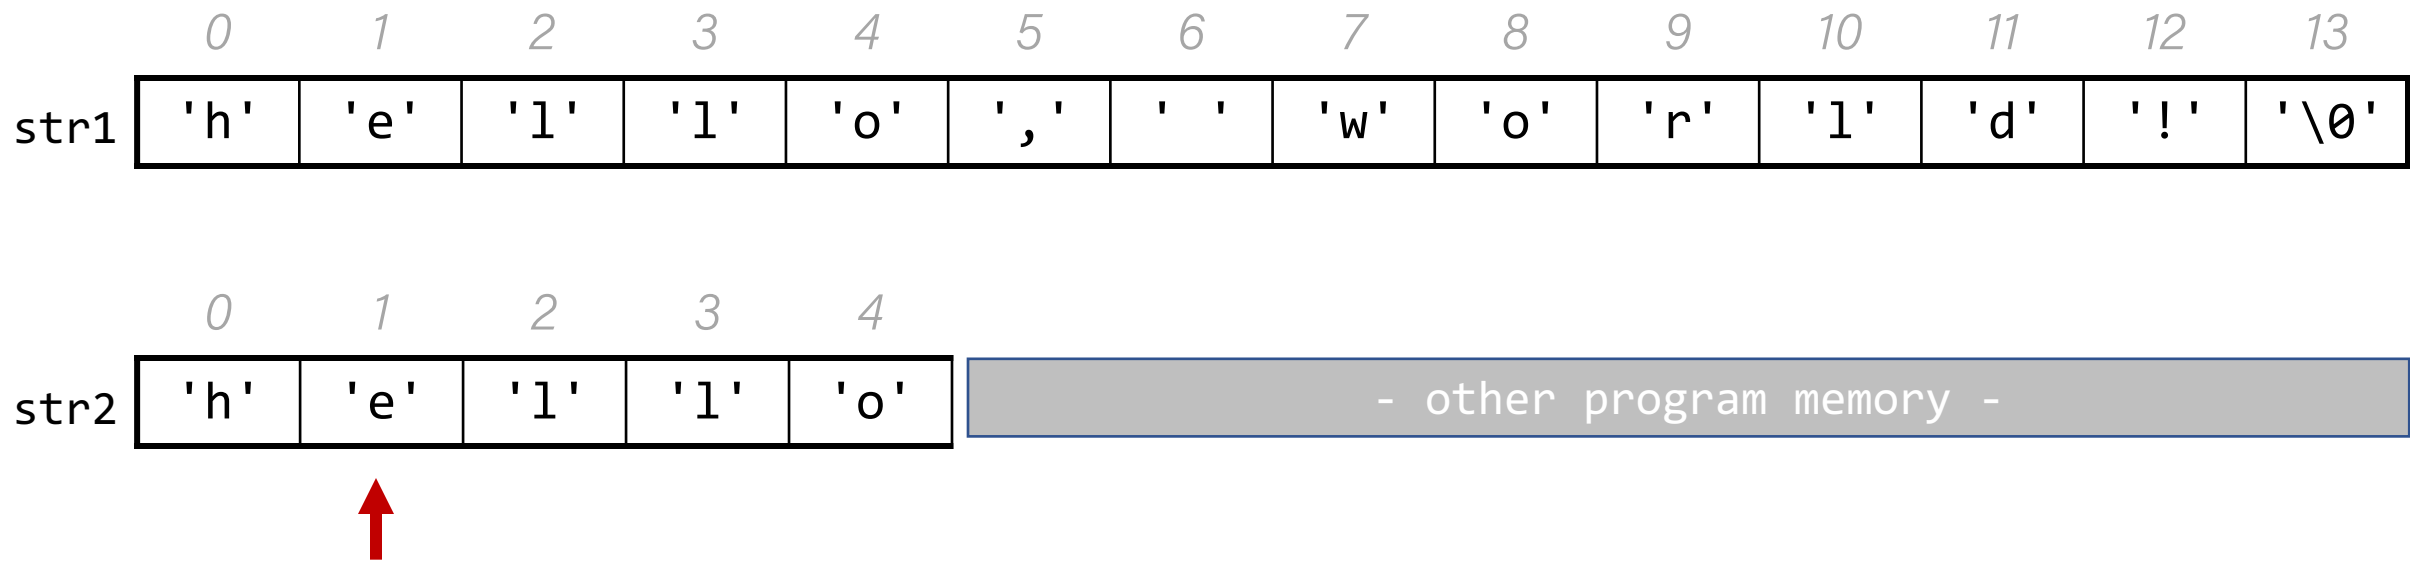 0 1 2 3 4 5 6 7 8 9 10 11 12 13
str1 'h' 'e' 'l' 'l' 'o' ',' ' ' 'w' 'o' 'r' 'l' 'd' '!' '\0'
0 1 2 3 4
str2 'h' 'e' 'l' 'l' 'o' - other program memory -